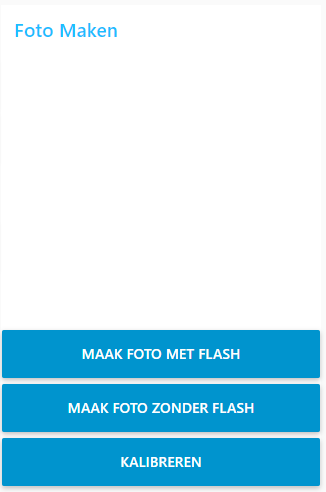 Foto Maken
MAAK FOTO MET FLASH
MAAK FOTO ZONDER FLASH
KALIBREREN